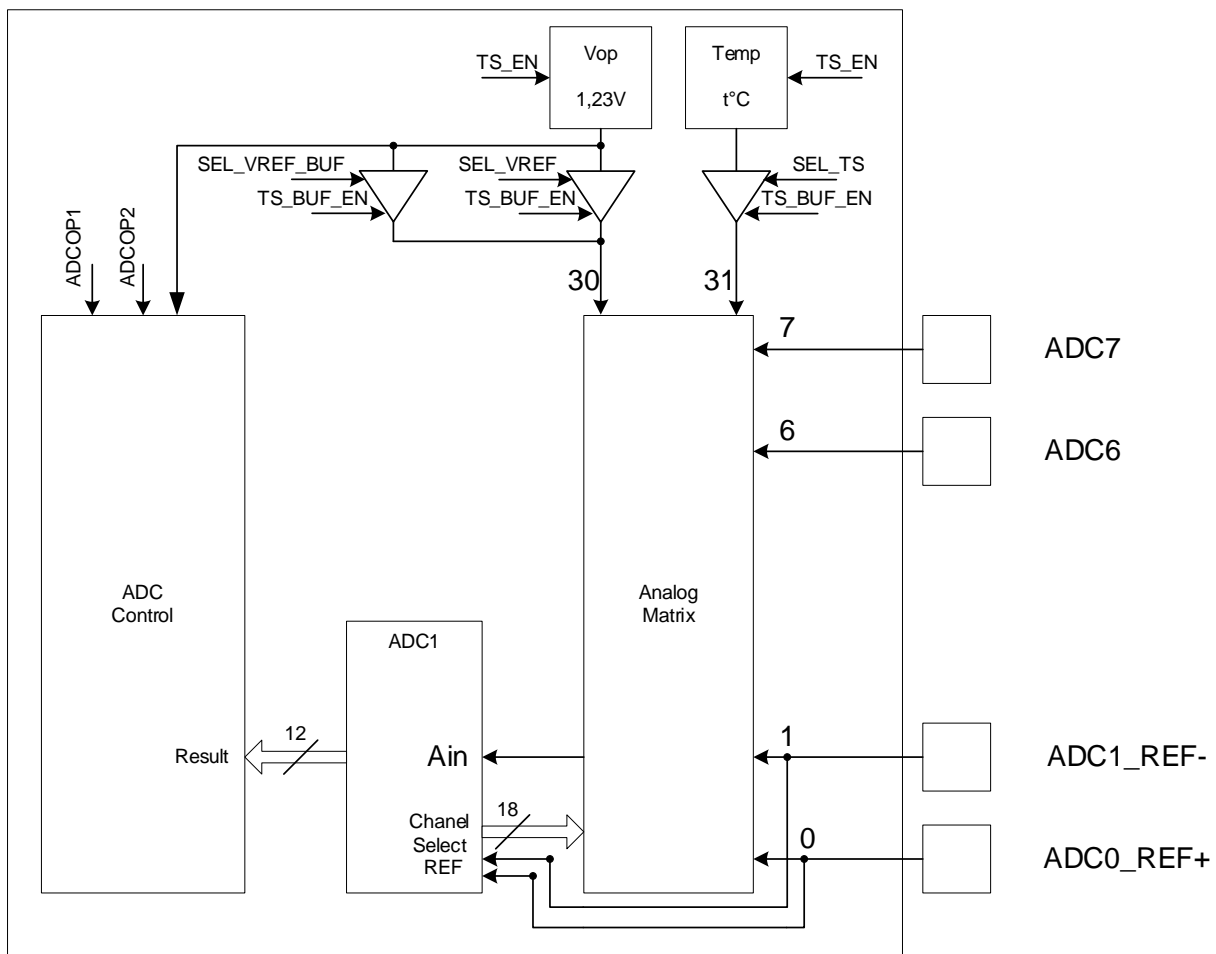 Vop
1,23V
Temp
t°C
TS_EN
TS_EN
SEL_VREF_BUF
TS_BUF_EN
SEL_VREF
TS_BUF_EN
SEL_TS
TS_BUF_EN
ADCOP1
ADCOP2
30
31
7
ADC7
6
ADC6
ADC
Control
Analog
Matrix
ADC1
Result
12
Ain
1
ADC1_REF-
Chanel
Select
REF
18
0
ADC0_REF+